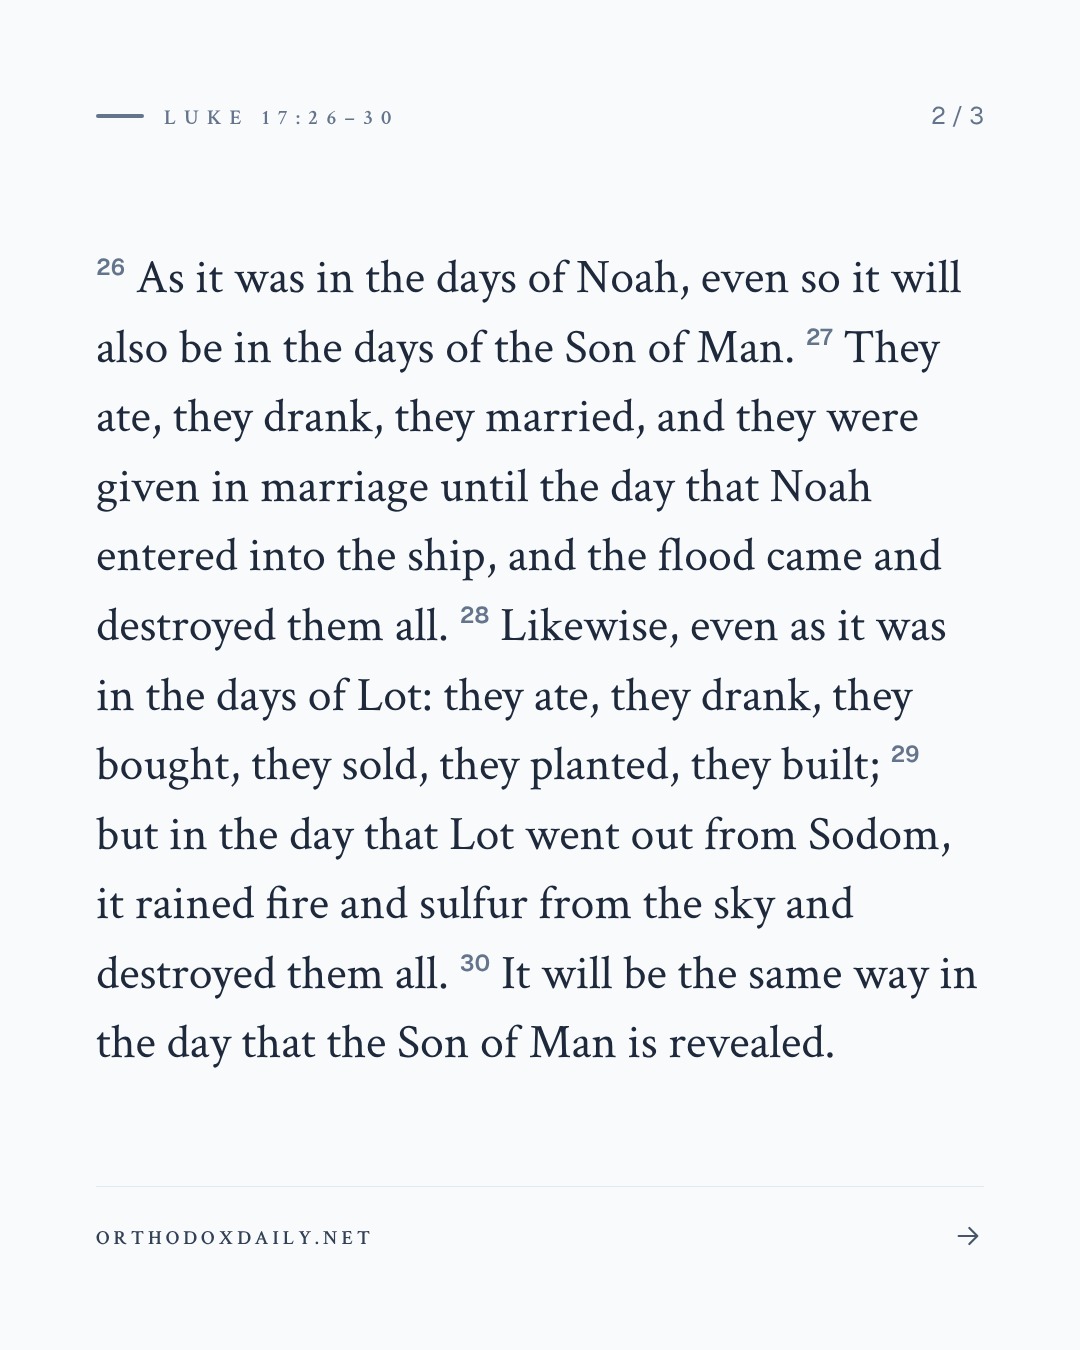 LUKE 17:26–30
2 / 3
26 As it was in the days of Noah, even so it will
also be in the days of the Son of Man. 27 They
ate, they drank, they married, and they were
given in marriage until the day that Noah
entered into the ship, and the flood came and
destroyed them all. 28 Likewise, even as it was
in the days of Lot: they ate, they drank, they
bought, they sold, they planted, they built; 29
but in the day that Lot went out from Sodom,
it rained fire and sulfur from the sky and
destroyed them all. 30 It will be the same way in
the day that the Son of Man is revealed.
ORTHODOXDAILY.NET